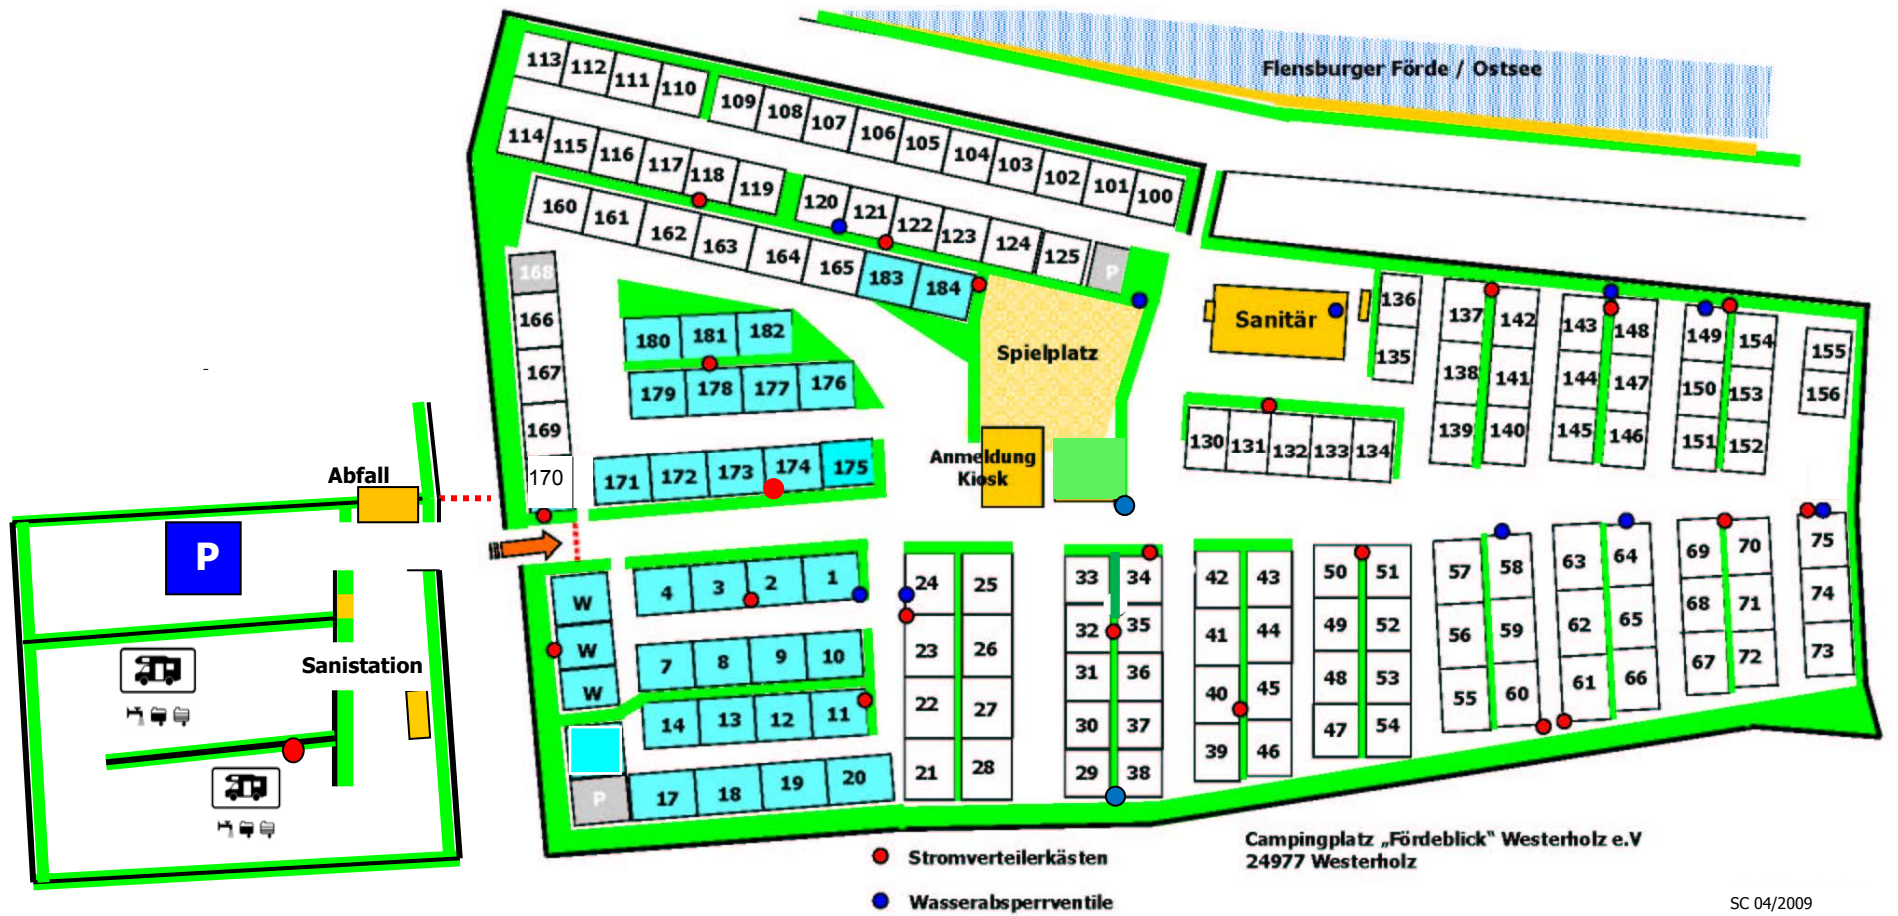 Flensburger Förde / Ostsee
113 112 111 110 109 108 107 106 105 104 103 102 101 100
114 115 116 117 118 119 120 121 122 123 124 125 P
160 161 162 163 164 165 183 184
168
166
167
169
170
180 181 182
179 178 177 176
171 172 173 174 175
Spielplatz
Sanitär
Anmeldung
Kiosk
136
135
130 131 132 133 134
137 142
138 141
139 140
143 148
144 147
145 146
149 154
150 153
151 152
155
156
Abfall
P
Sanistation
W
W
W
P
4 3 2 1
7 8 9 10
14 13 12 11
17 18 19 20
24 25
23 26
22 27
21 28
33 34
32 35
31 36
30 37
29 38
42 43
41 44
40 45
39 46
50 51
49 52
48 53
47 54
57 58
56 59
55 60
63 64
62 65
61 66
69 70
68 71
67 72
75
74
73
Stromverteilerkästen
Wasserabsperrventile
Campingplatz „Fördeblick“ Westerholz e.V
24977 Westerholz
SC 04/2009